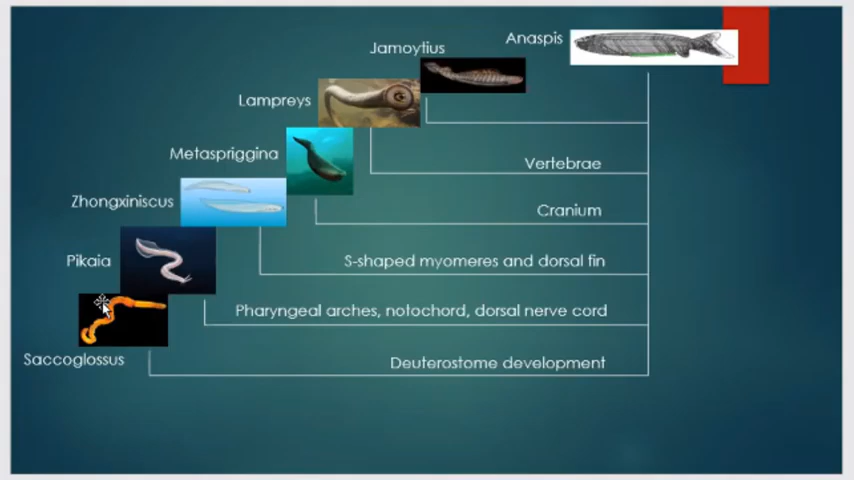 Anaspis
Jamoytius
Lampreys
Metaspriggina
Vertebrae
Zhongxiniscus
Cranium
Pikaia
S-shaped myomeres and dorsal fin
Pharyngeal arches, notochord, dorsal nerve cord
Saccoglossus
Deuterostome development